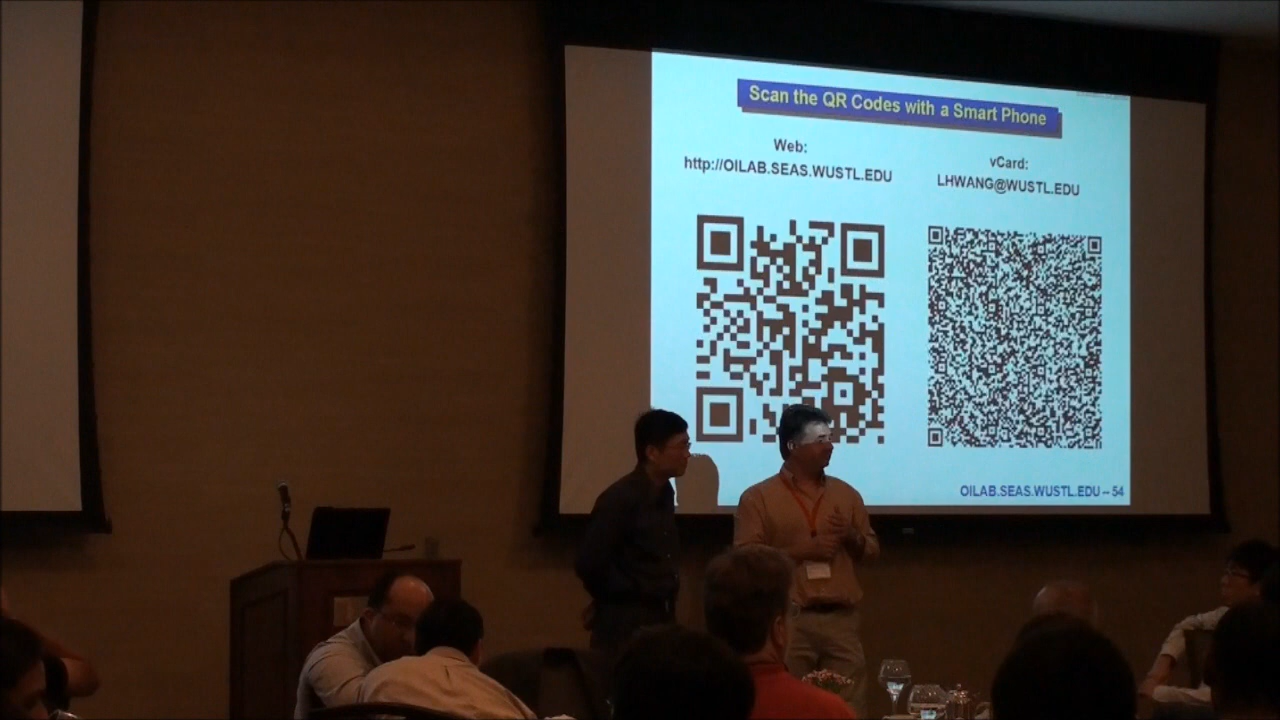 Scan the QR Codes with a Smart Phone
Web:
http://OILAB.SEAS.WUSTL.EDU
vCard:
LHWANG@WUSTL.EDU
OILAB.SEAS.WUSTL.EDU – 54